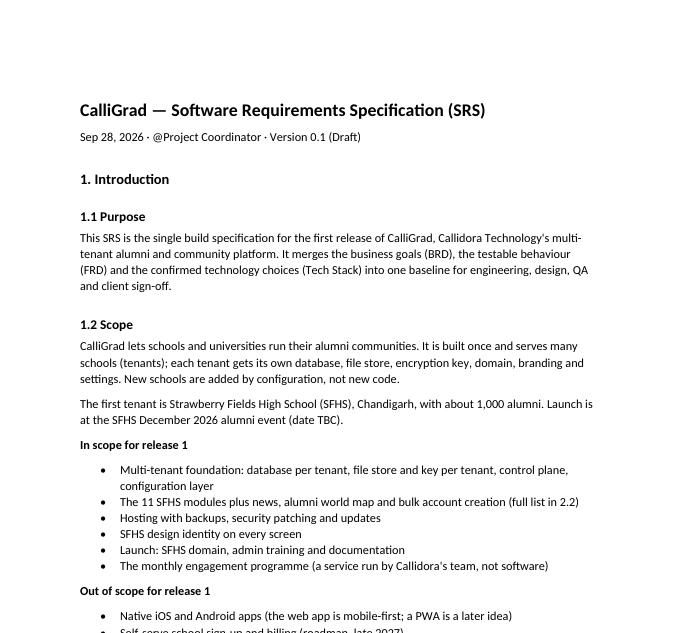 CalliGrad — Software Requirements Specification (SRS)
Sep 28, 2026 · @Project Coordinator · Version 0.1 (Draft)
1. Introduction
1.1 Purpose
This SRS is the single build specification for the first release of CalliGrad, Callidora Technology's multi-
tenant alumni and community platform. It merges the business goals (BRD), the testable behaviour
(FRD) and the confirmed technology choices (Tech Stack) into one baseline for engineering, design, QA
and client sign-off.
1.2 Scope
CalliGrad lets schools and universities run their alumni communities. It is built once and serves many
schools (tenants); each tenant gets its own database, file store, encryption key, domain, branding and
settings. New schools are added by configuration, not new code.
The first tenant is Strawberry Fields High School (SFHS), Chandigarh, with about 1,000 alumni. Launch is
at the SFHS December 2026 alumni event (date TBC).
In scope for release 1
• Multi-tenant foundation: database per tenant, file store and key per tenant, control plane,
configuration layer
• The 11 SFHS modules plus news, alumni world map and bulk account creation (full list in 2.2)
• Hosting with backups, security patching and updates
• SFHS design identity on every screen
• Launch: SFHS domain, admin training and documentation
• The monthly engagement programme (a service run by Callidora's team, not software)
Out of scope for release 1
• Native iOS and Android apps (the web app is mobile-first; a PWA is a later idea)
• Self-serve school sign-up and billing (roadmap, late 2027)